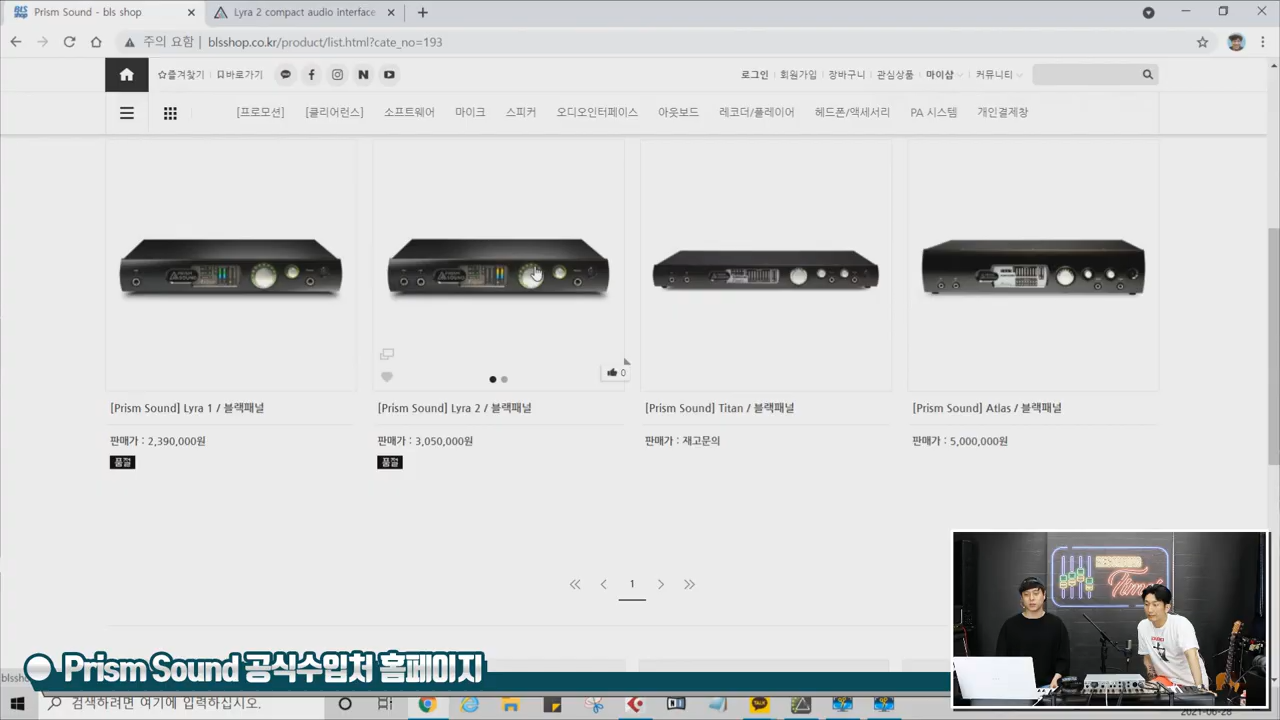 Prism Sound - bls shop
Lyra 2 compact audio interface
주의 요함 | blsshop.co.kr/product/list.html?cate_no=193
☆즐겨찾기 바로가기 로그인 회원가입 장바구니 관심상품 마이샵 커뮤니티
[프로모션] [클리어런스] 소프트웨어 마이크 스피커 오디오인터페이스 아웃보드 레코더/플레이어 헤드폰/액세서리 PA 시스템 개인결제창
0
[Prism Sound] Lyra 1 / 블랙패널
판매가 : 2,390,000원
품절
[Prism Sound] Lyra 2 / 블랙패널
판매가 : 3,050,000원
품절
[Prism Sound] Titan / 블랙패널
판매가 : 재고문의
[Prism Sound] Atlas / 블랙패널
판매가 : 5,000,000원
1
Time
Prism Sound 공식수입처 홈페이지
검색하려면 여기에 입력하십시오.
2021-06-28